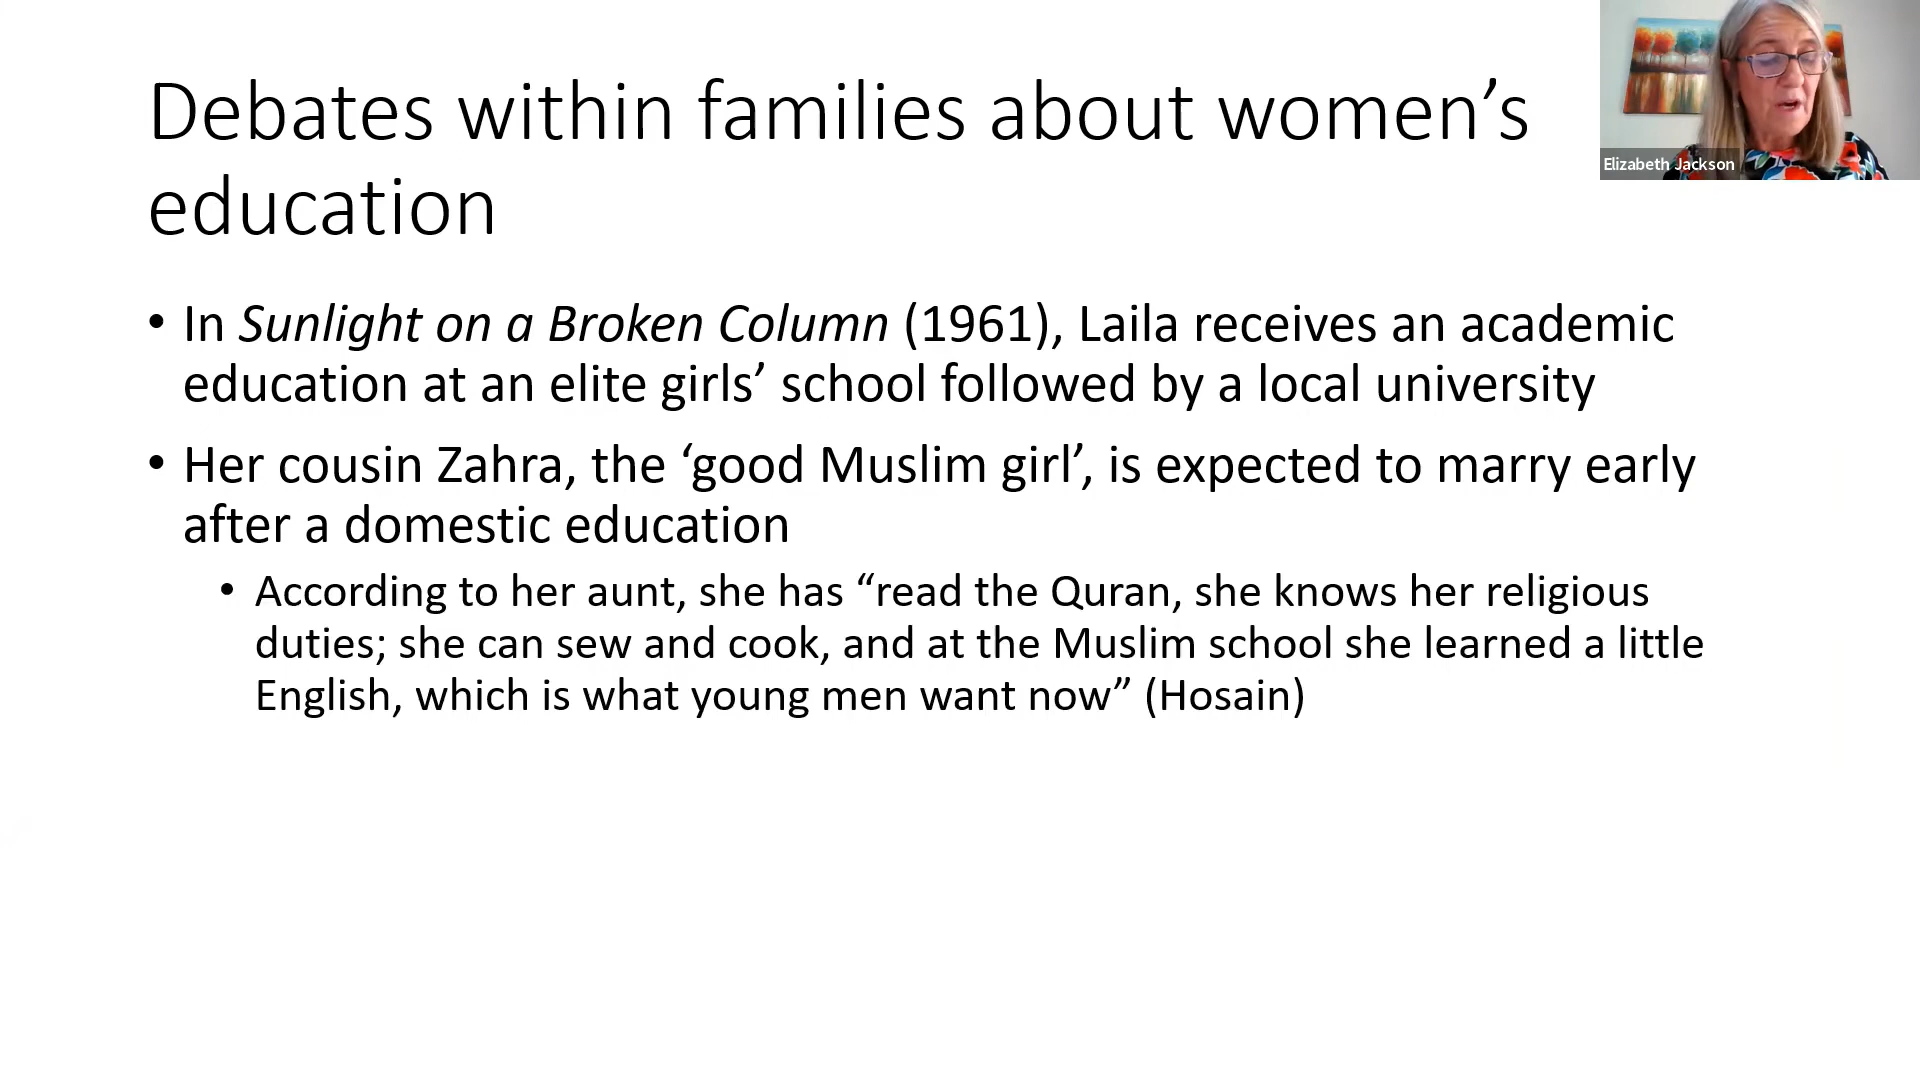 Debates within families about women’s
education
Elizabeth Jackson
• In Sunlight on a Broken Column (1961), Laila receives an academic
education at an elite girls’ school followed by a local university
• Her cousin Zahra, the ‘good Muslim girl’, is expected to marry early
after a domestic education
• According to her aunt, she has “read the Quran, she knows her religious
duties; she can sew and cook, and at the Muslim school she learned a little
English, which is what young men want now” (Hosain)